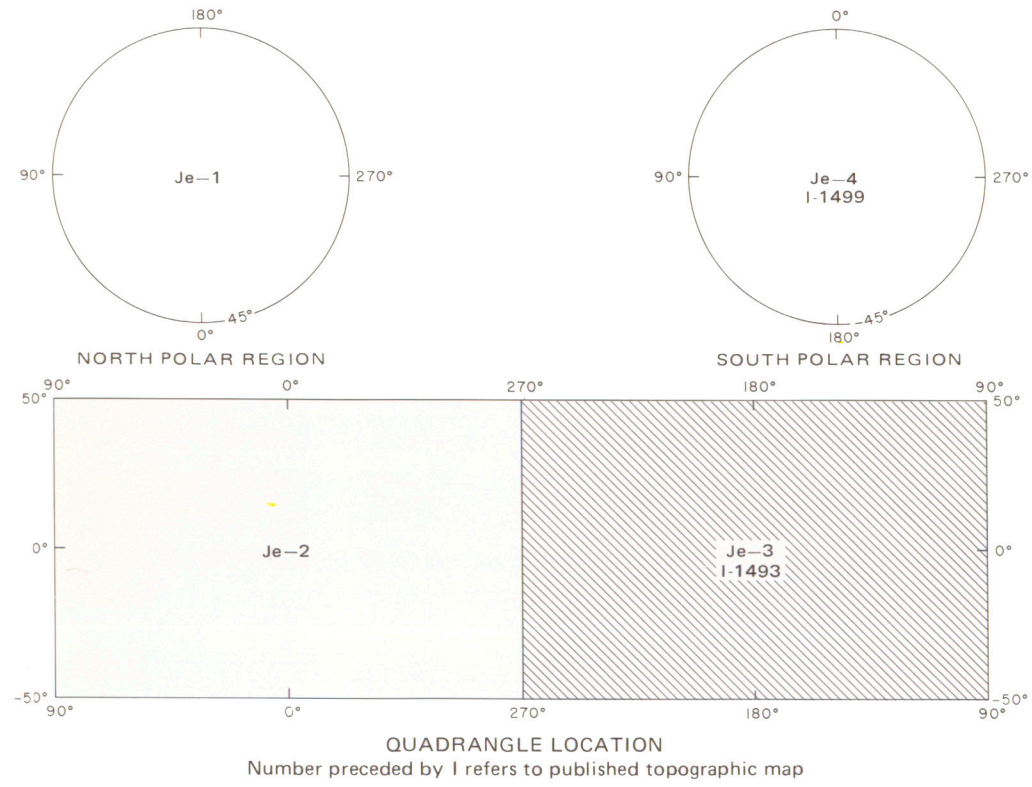 180° 0°
90° Je—1 270° 90° Je—4 270°
I-1499
45° -45°
0° 180°
NORTH POLAR REGION SOUTH POLAR REGION
90° 0° 270° 180° 90°
50° 50°
0° Je—2 Je—3 0°
I-1493
-50° -50°
90° 0° 270° 180° 90°
QUADRANGLE LOCATION
Number preceded by I refers to published topographic map